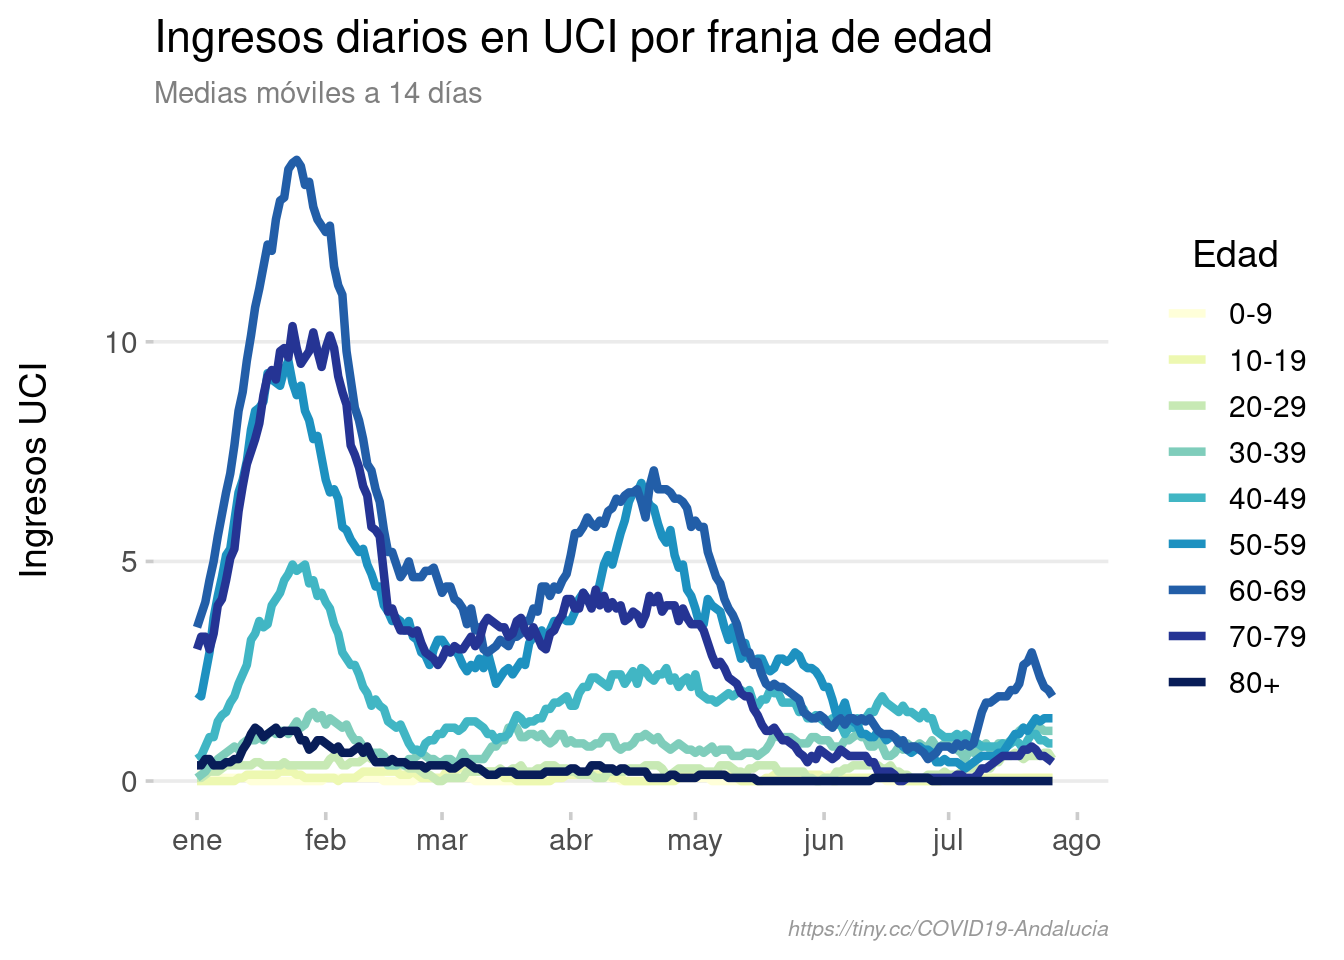 Ingresos diarios en UCI por franja de edad
Medias móviles a 14 días
Ingresos UCI
10
5
0
ene feb mar abr may jun jul ago
Edad
0-9
10-19
20-29
30-39
40-49
50-59
60-69
70-79
80+
https://tiny.cc/COVID19-Andalucia